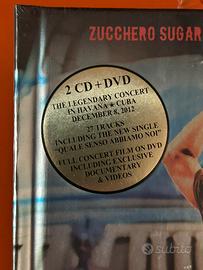 ZUCCHERO SUGAR
2 CD + DVD
THE LEGENDARY CONCERT
IN HAVANA ★ CUBA
DECEMBER 8, 2012
27 TRACKS
INCLUDING THE NEW SINGLE
"QUALE SENSO ABBIAMO NOI"
FULL CONCERT FILM ON DVD
INCLUDING EXCLUSIVE
DOCUMENTARY
& VIDEOS
subito